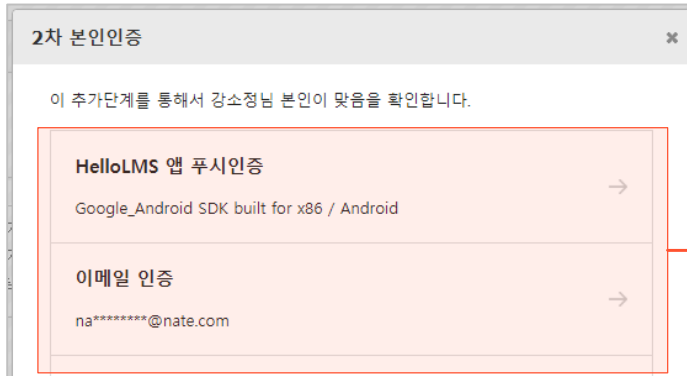 2차 본인인증
이 추가단계를 통해서 강소정님 본인이 맞음을 확인합니다.
HelloLMS 앱 푸시인증
Google_Android SDK built for x86 / Android
이메일 인증
na********@nate.com